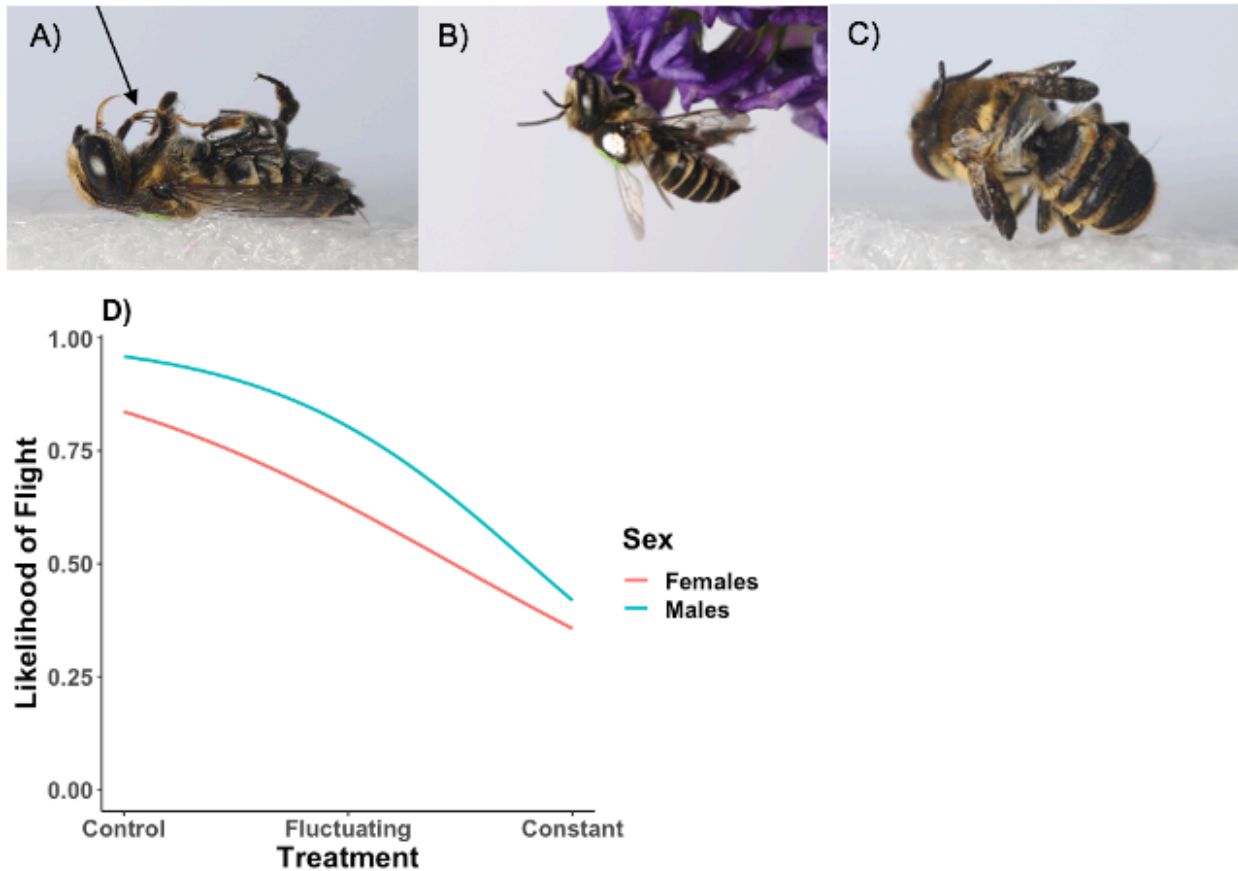 A)
B)
C)
D)
1.00
0.75
0.50
0.25
0.00
Likelihood of Flight
Control
Fluctuating
Constant
Treatment
Sex
Females
Males